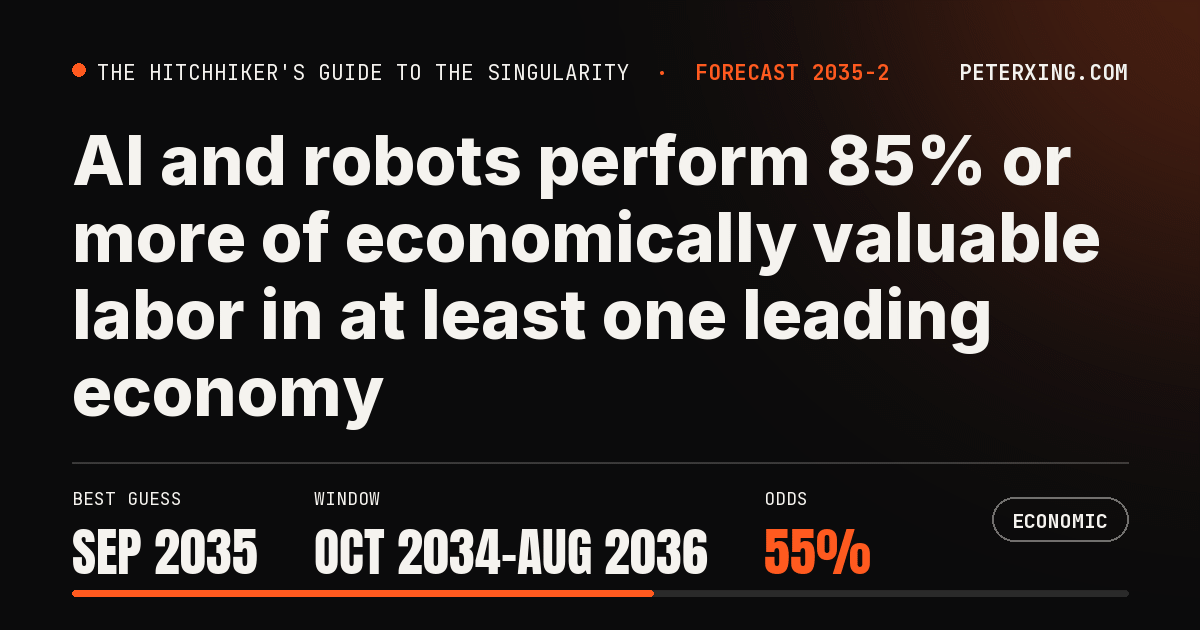 THE HITCHHIKER'S GUIDE TO THE SINGULARITY · FORECAST 2035-2 PETERXING.COM
AI and robots perform 85% or
more of economically valuable
labor in at least one leading
economy
BEST GUESS WINDOW ODDS
SEP 2035 OCT 2034-AUG 2036 55%
ECONOMIC